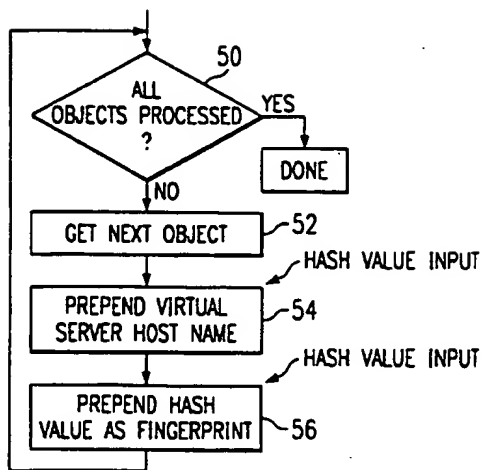 50
ALL
OBJECTS PROCESSED
?
YES
DONE
NO
GET NEXT OBJECT
52
HASH VALUE INPUT
PREPEND VIRTUAL
SERVER HOST NAME
54
HASH VALUE INPUT
PREPEND HASH
VALUE AS FINGERPRINT
56